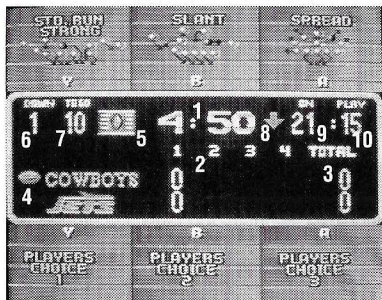 STD. RUN STRONG SLANT SPREAD
Y B A
DOWN TOGO 1 ON PLAY
1 10 0 4:50 21 :15
6 7 5 8 9 10
1 2 3 4 TOTAL
2
COWBOYS 0 3 0
4
JETS 0 0
Y B A
PLAYERS CHOICE 1 PLAYERS CHOICE 2 PLAYERS CHOICE 3